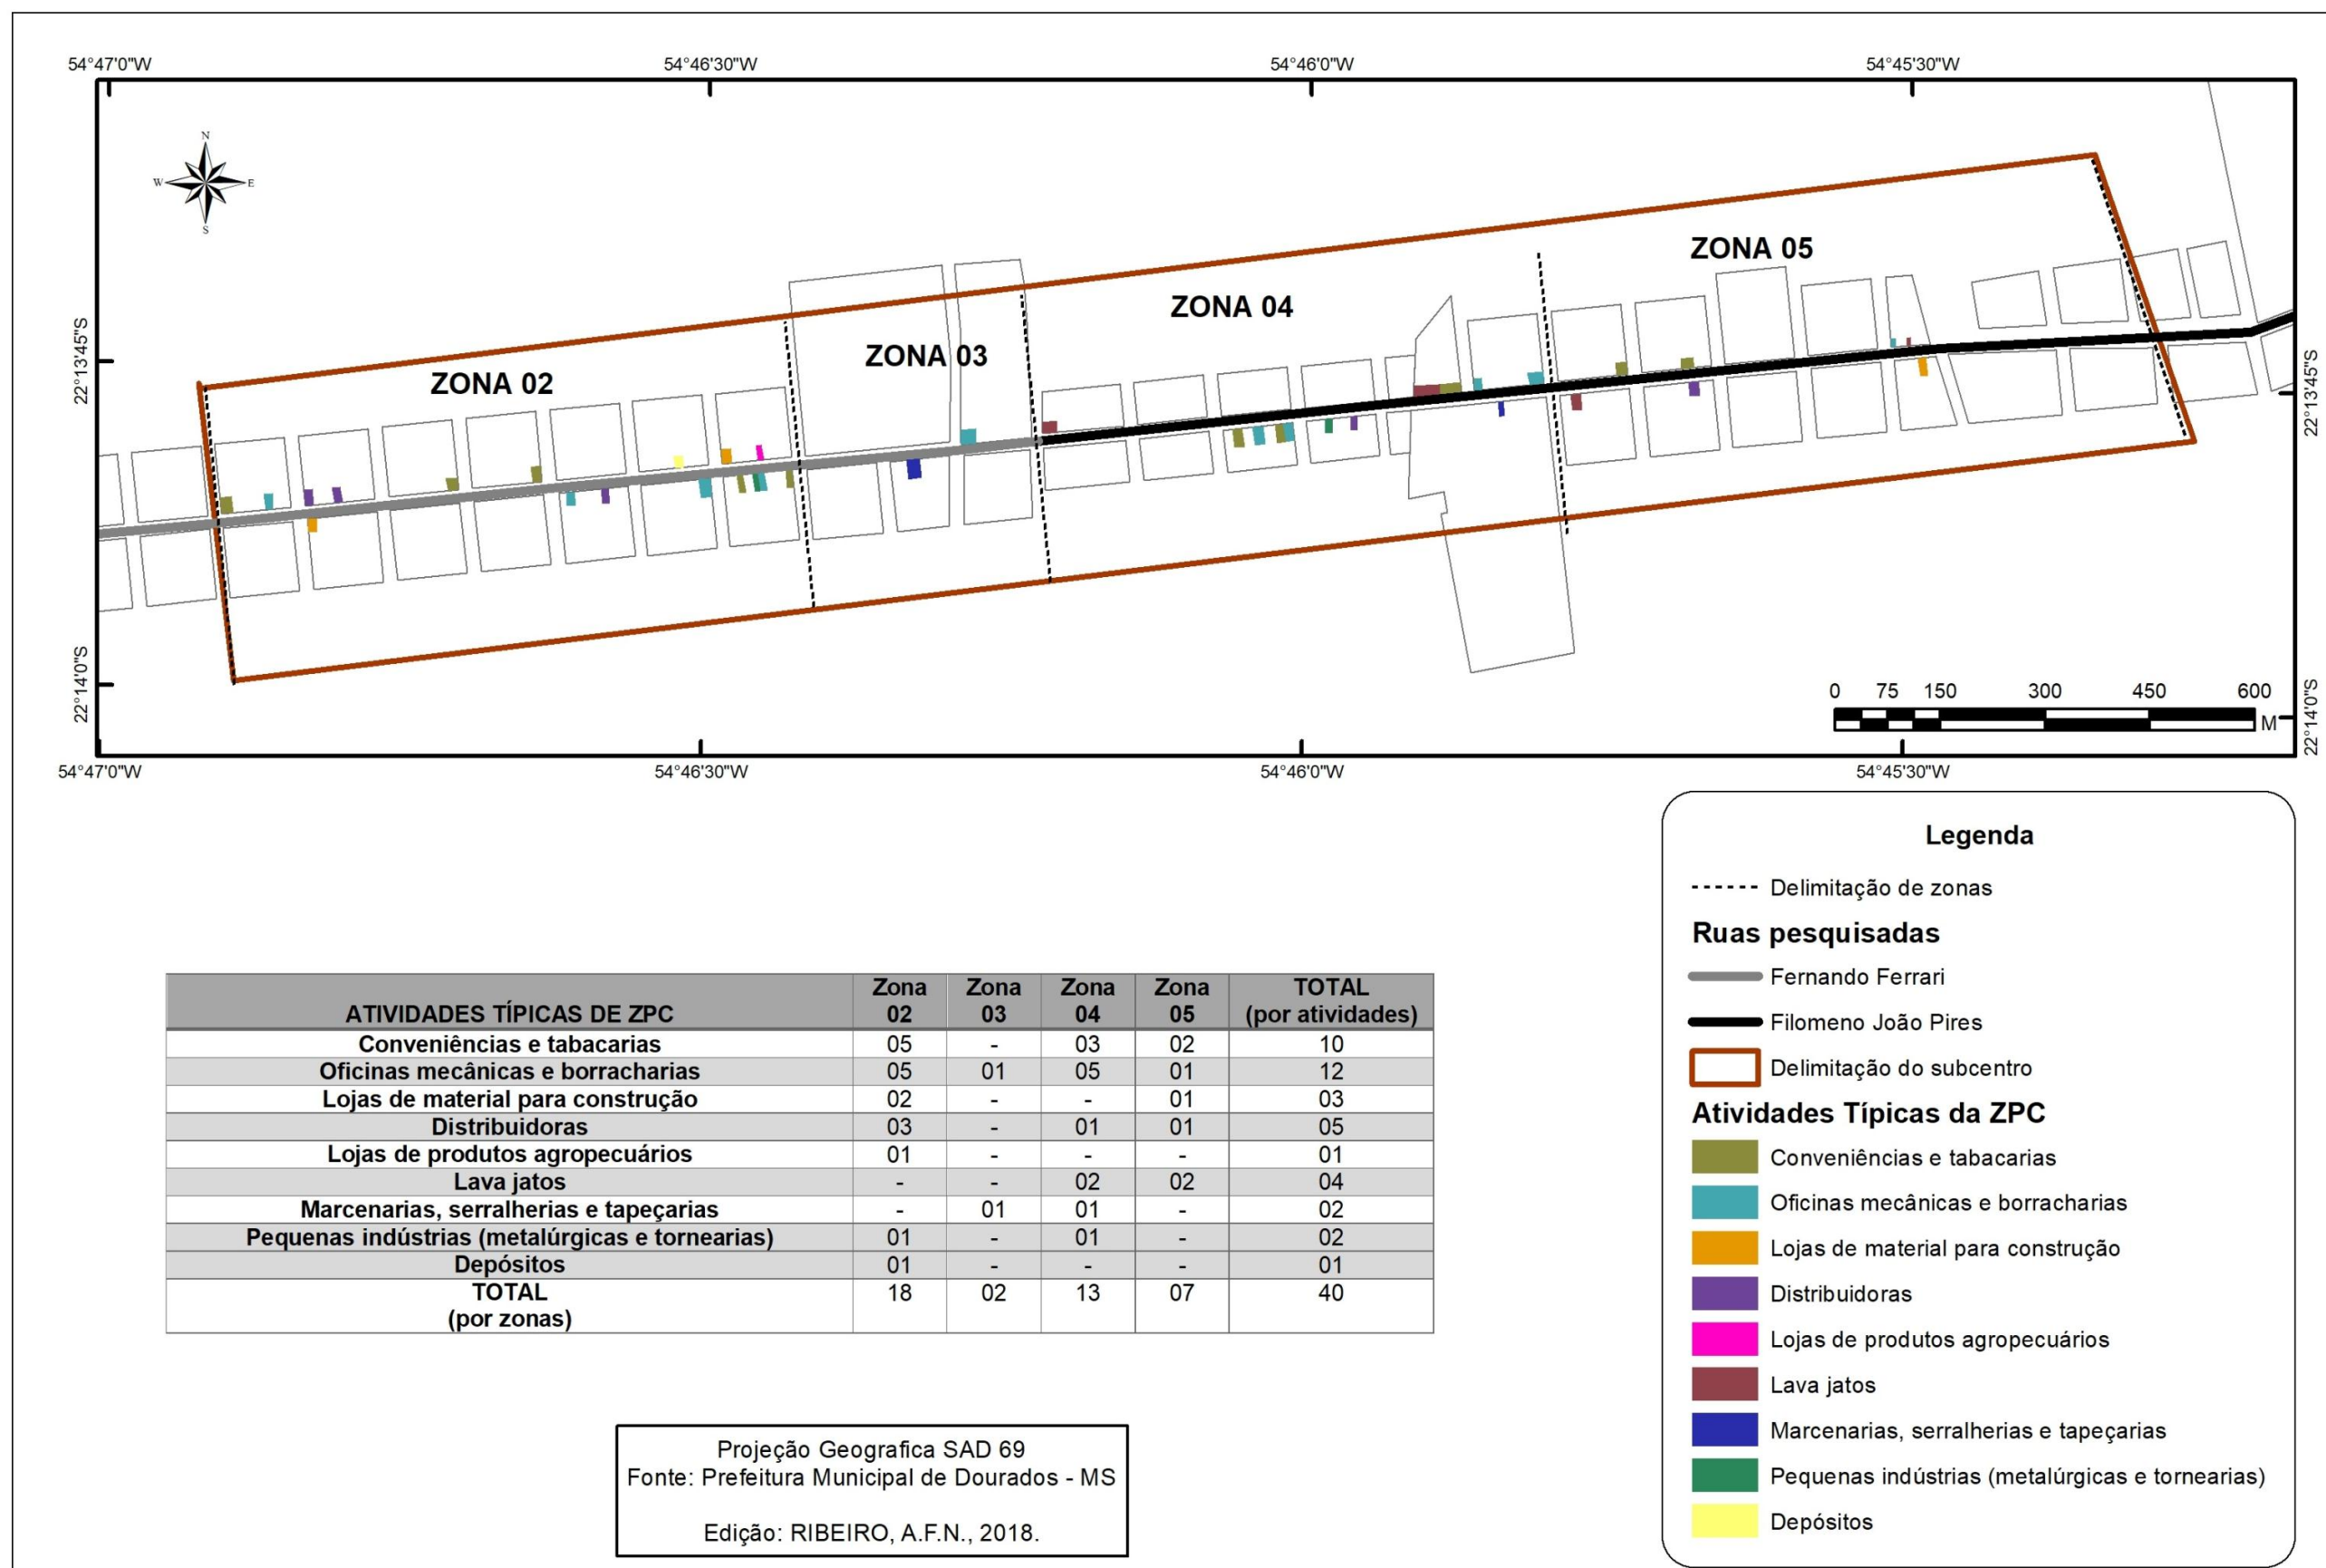 54°47'0"W 54°46'30"W 54°46'0"W 54°45'30"W
N
W E
S
22°13'45"S
22°14'0"S
ZONA 02
ZONA 03
ZONA 04
ZONA 05
22°13'45"S
22°14'0"S
0 75 150 300 450 600
M
54°47'0"W 54°46'30"W 54°46'0"W 54°45'30"W
ATIVIDADES TÍPICAS DE ZPC Zona 02 Zona 03 Zona 04 Zona 05 TOTAL (por atividades)
Conveniências e tabacarias 05 - 03 02 10
Oficinas mecânicas e borracharias 05 01 05 01 12
Lojas de material para construção 02 - - 01 03
Distribuidoras 03 - 01 01 05
Lojas de produtos agropecuários 01 - - - 01
Lava jatos - - 02 02 04
Marcenarias, serralherias e tapeçarias - 01 01 - 02
Pequenas indústrias (metalúrgicas e tornearias) 01 - 01 - 02
Depósitos 01 - - - 01
TOTAL 18 02 13 07 40
(por zonas)
Projeção Geografica SAD 69
Fonte: Prefeitura Municipal de Dourados - MS
Edição: RIBEIRO, A.F.N., 2018.
Legenda
Delimitação de zonas
Ruas pesquisadas
Fernando Ferrari
Filomeno João Pires
Delimitação do subcentro
Atividades Típicas da ZPC
Conveniências e tabacarias
Oficinas mecânicas e borracharias
Lojas de material para construção
Distribuidoras
Lojas de produtos agropecuários
Lava jatos
Marcenarias, serralherias e tapeçarias
Pequenas indústrias (metalúrgicas e tornearias)
Depósitos